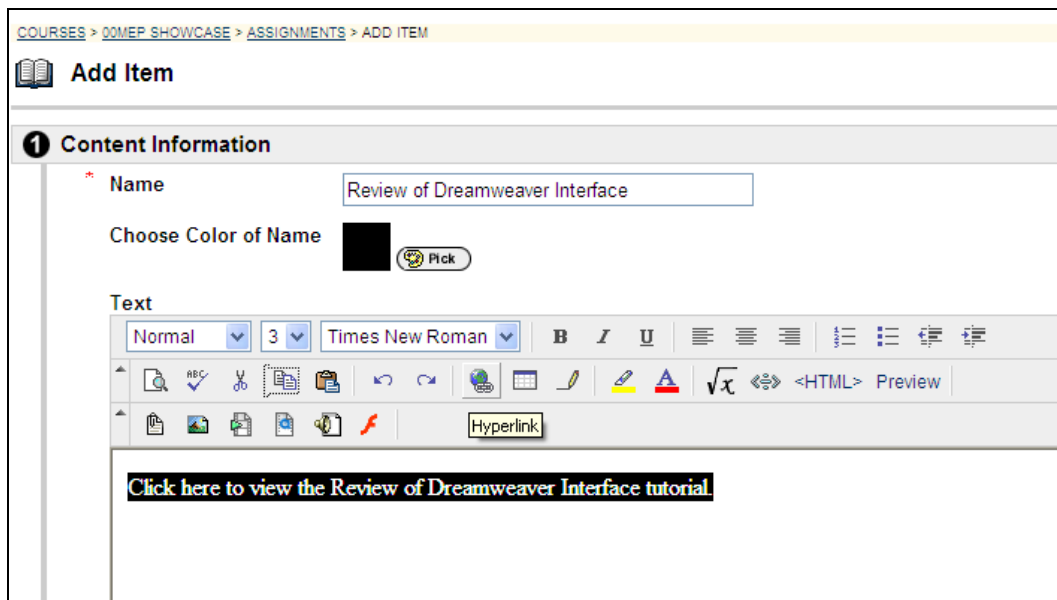 COURSES > 00MEP SHOWCASE > ASSIGNMENTS > ADD ITEM
Add Item
1 Content Information
* Name Review of Dreamweaver Interface
Choose Color of Name Pick
Text
Normal 3 Times New Roman B I U
ABC √x <HTML> Preview
Hyperlink
Click here to view the Review of Dreamweaver Interface tutorial.